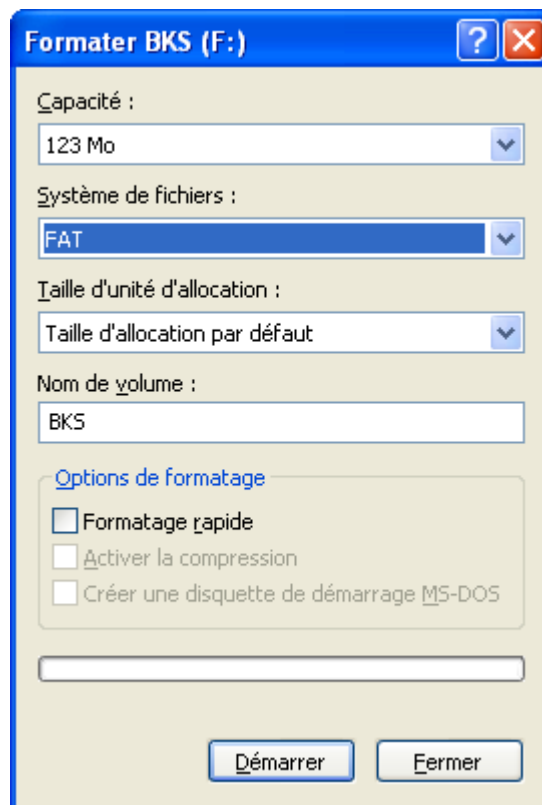 Formater BKS (F:)
Capacité :
123 Mo
Système de fichiers :
FAT
Taille d'unité d'allocation :
Taille d'allocation par défaut
Nom de volume :
BKS
Options de formatage
Formatage rapide
Activer la compression
Créer une disquette de démarrage MS-DOS
Démarrer Fermer